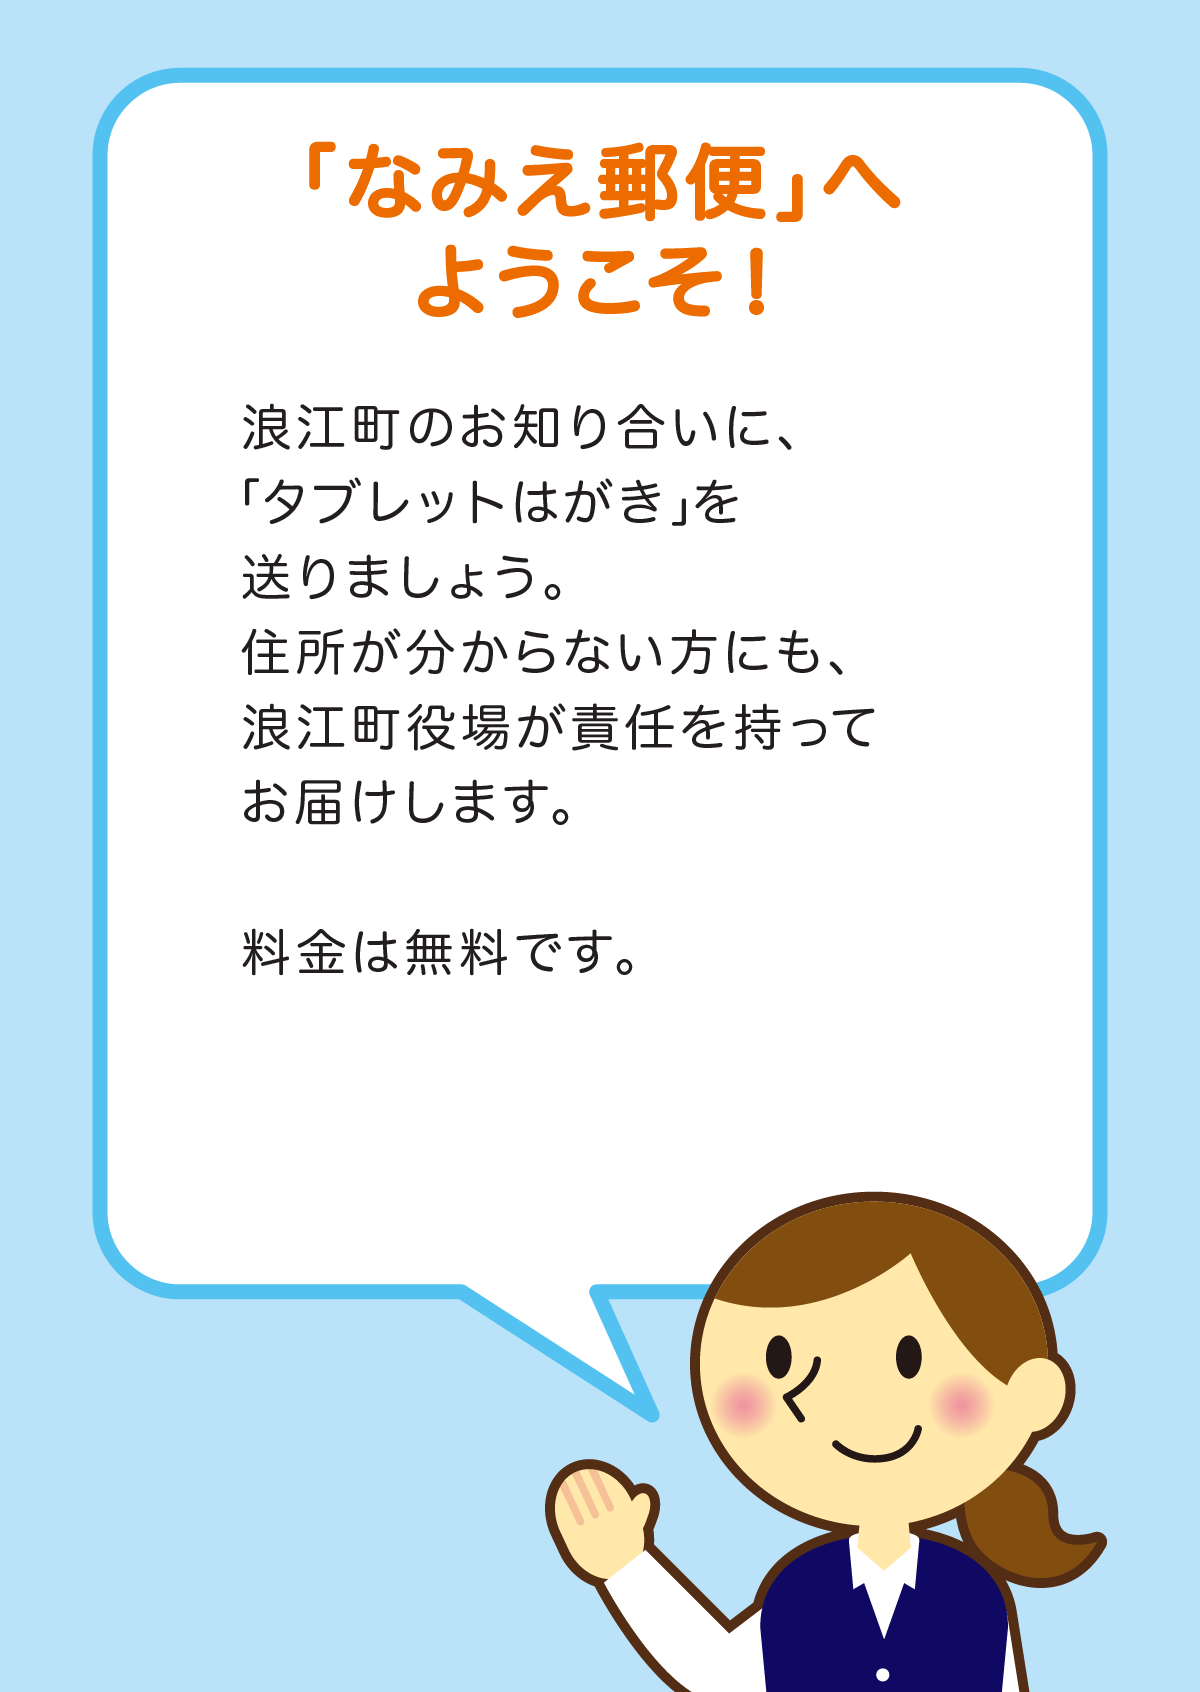 「なみえ郵便」へ
ようこそ！
浪江町のお知り合いに、
「タブレットはがき」を
送りましょう。
住所が分からない方にも、
浪江町役場が責任を持って
お届けします。
料金は無料です。